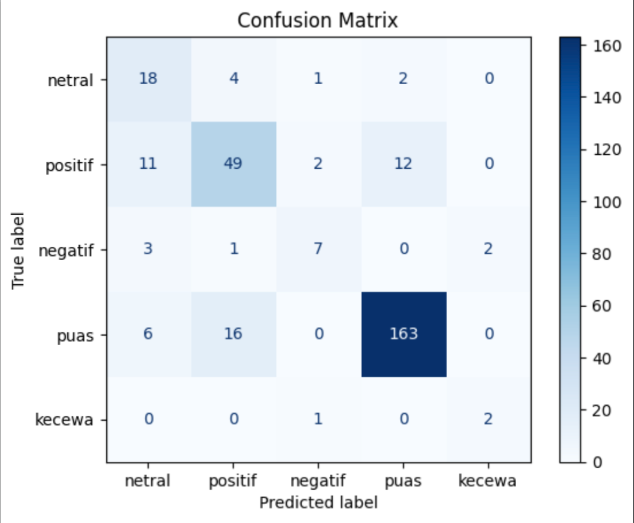 Confusion Matrix
True label
netral 18 4 1 2 0
positif 11 49 2 12 0
negatif 3 1 7 0 2
puas 6 16 0 163 0
kecewa 0 0 1 0 2
netral positif negatif puas kecewa
Predicted label
160
140
120
100
80
60
40
20
0